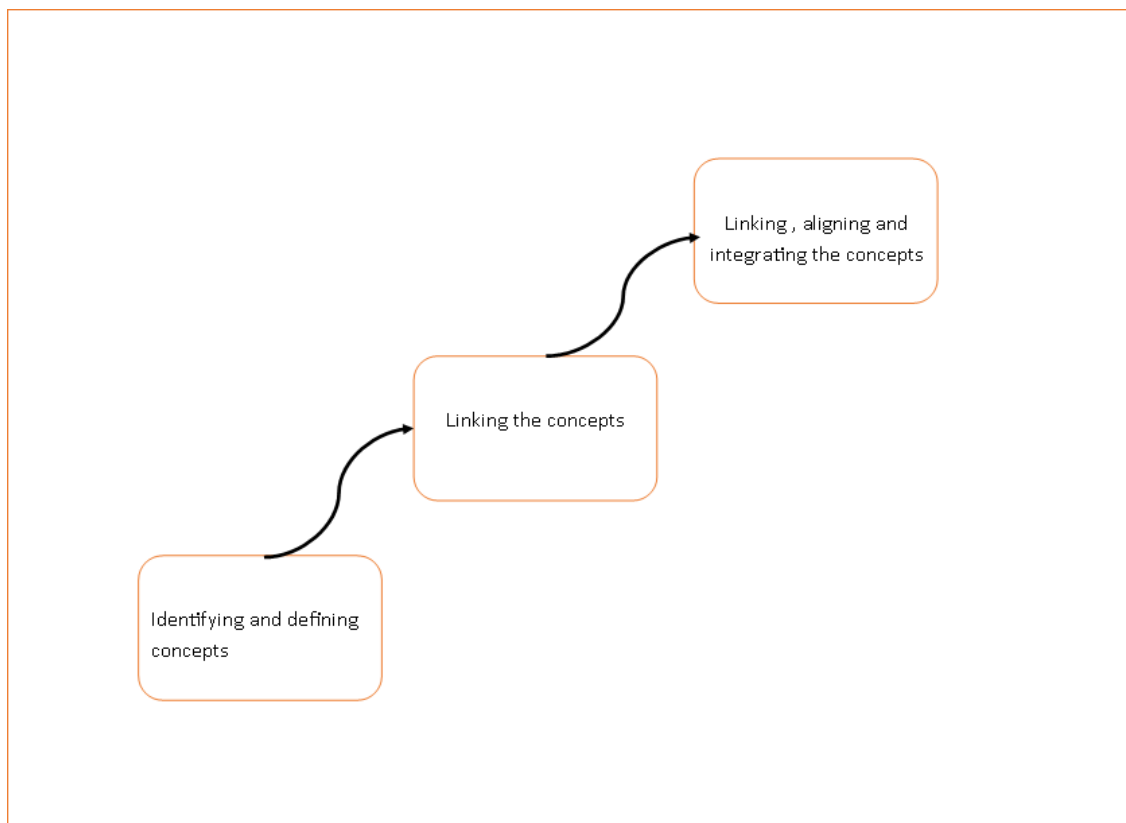 Linking , aligning and
integrating the concepts
Linking the concepts
Identifying and defining
concepts